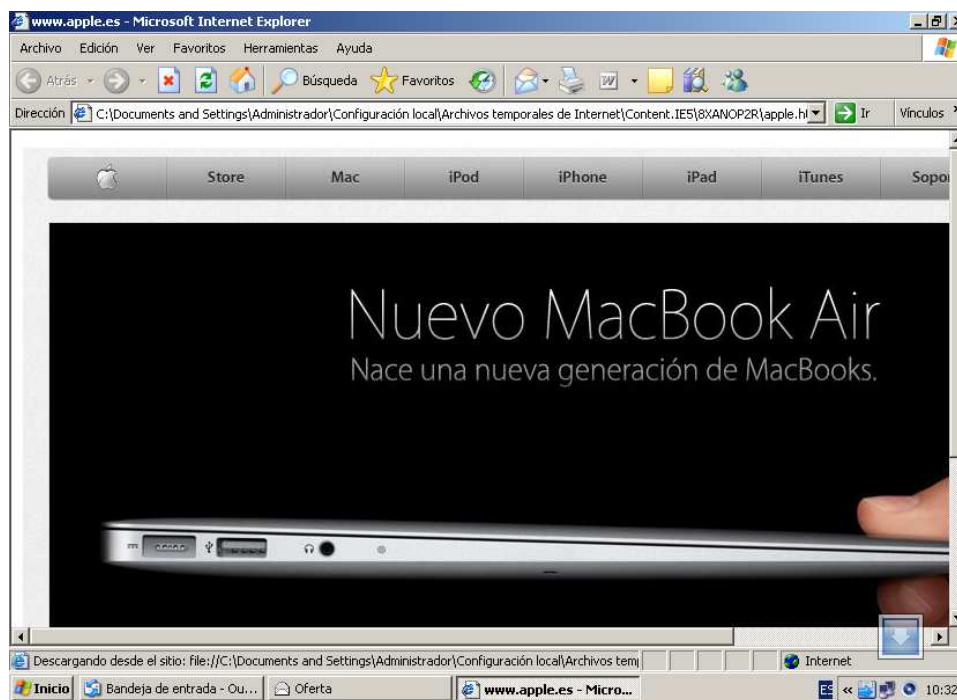 www.apple.es - Microsoft Internet Explorer
Archivo Edición Ver Favoritos Herramientas Ayuda
Atrás Búsqueda Favoritos
Dirección C:\Documents and Settings\Administrador\Configuración local\Archivos temporales de Internet\Content.IE5\8XANOP2R\apple.ht Ir Vínculos
Store Mac iPod iPhone iPad iTunes Sopor
Nuevo MacBook Air
Nace una nueva generación de MacBooks.
Descargando desde el sitio: file://C:\Documents and Settings\Administrador\Configuración local\Archivos tem Internet
Inicio Bandeja de entrada - Ou... Oferta www.apple.es - Micro... ES « 10:32